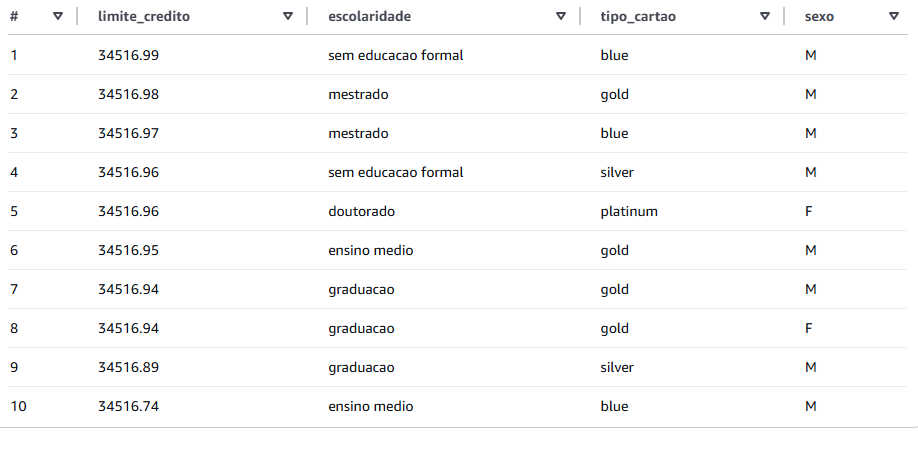 # limite_credito escolaridade tipo_cartao sexo
1 34516.99 sem educacao formal blue M
2 34516.98 mestrado gold M
3 34516.97 mestrado blue M
4 34516.96 sem educacao formal silver M
5 34516.96 doutorado platinum F
6 34516.95 ensino medio gold M
7 34516.94 graduacao gold M
8 34516.94 graduacao gold F
9 34516.89 graduacao silver M
10 34516.74 ensino medio blue M